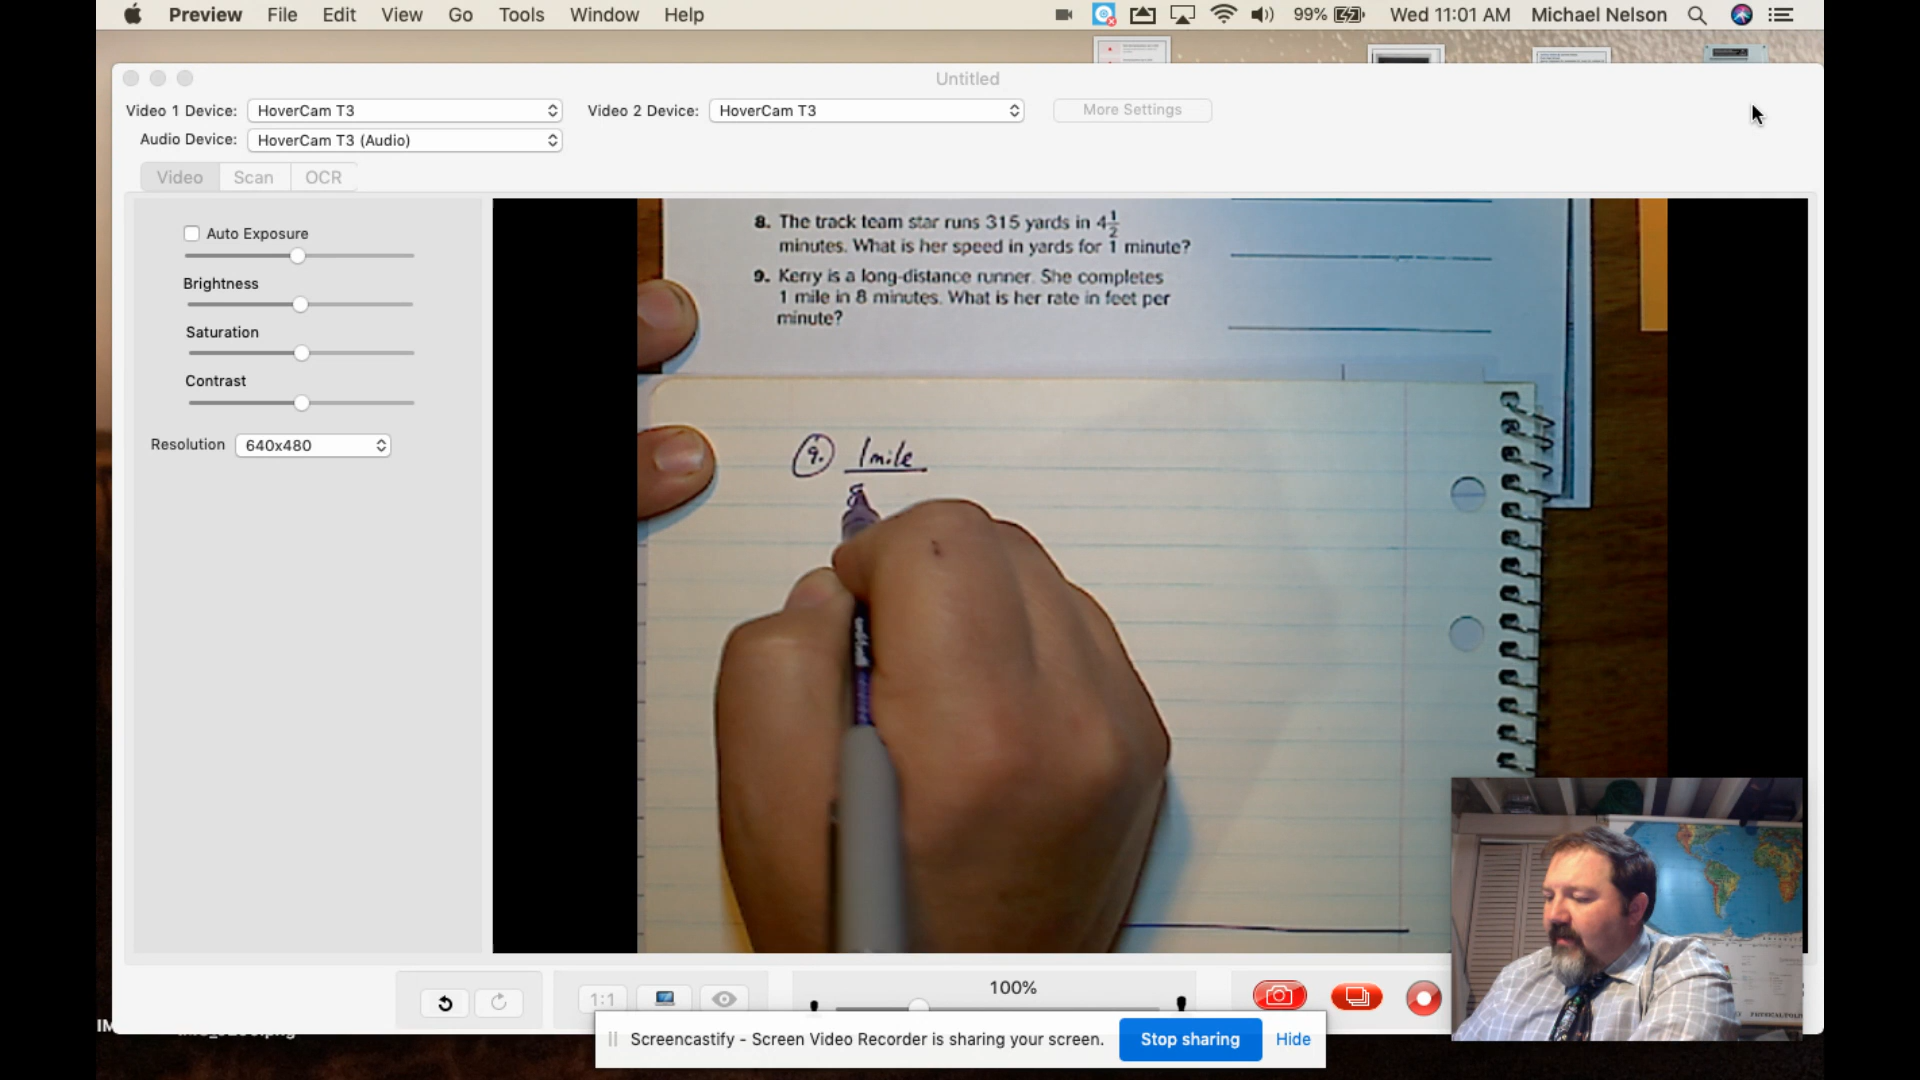 Preview File Edit View Go Tools Window Help 99% Wed 11:01 AM Michael Nelson
Untitled
Video 1 Device: HoverCam T3 Video 2 Device: HoverCam T3 More Settings
Audio Device: HoverCam T3 (Audio)
Video Scan OCR
Auto Exposure
Brightness
Saturation
Contrast
Resolution 640x480
8. The track team star runs 315 yards in 4 1/2
minutes. What is her speed in yards for 1 minute?
9. Kerry is a long-distance runner. She completes
1 mile in 8 minutes. What is her rate in feet per
minute?
9. 1 mile
8
1:1
100%
Screencastify - Screen Video Recorder is sharing your screen. Stop sharing Hide